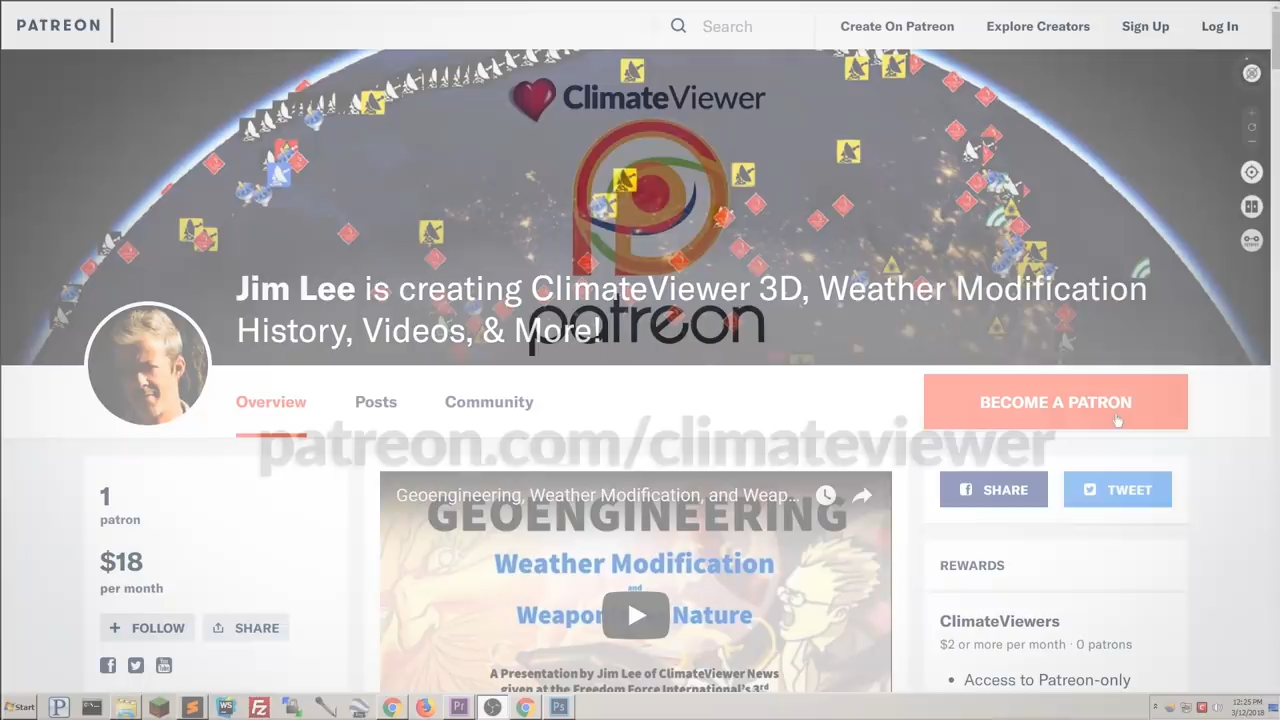 PATREON
Search
Create On Patreon
Explore Creators
Sign Up
Log In
ClimateViewer
Jim Lee is creating ClimateViewer 3D, Weather Modification
History, Videos, & More!
patreon
Overview
Posts
Community
BECOME A PATRON
patreon.com/climateviewer
1
patron
$18
per month
FOLLOW
SHARE
Geoengineering, Weather Modification, and Weap...
GEOENGINEERING
Weather Modification
and
Nature
A Presentation by Jim Lee of ClimateViewer News
given at the Freedom Force International's 3rd
SHARE
TWEET
REWARDS
ClimateViewers
$2 or more per month · 0 patrons
• Access to Patreon-only
Start
12:25 PM
3/12/2018